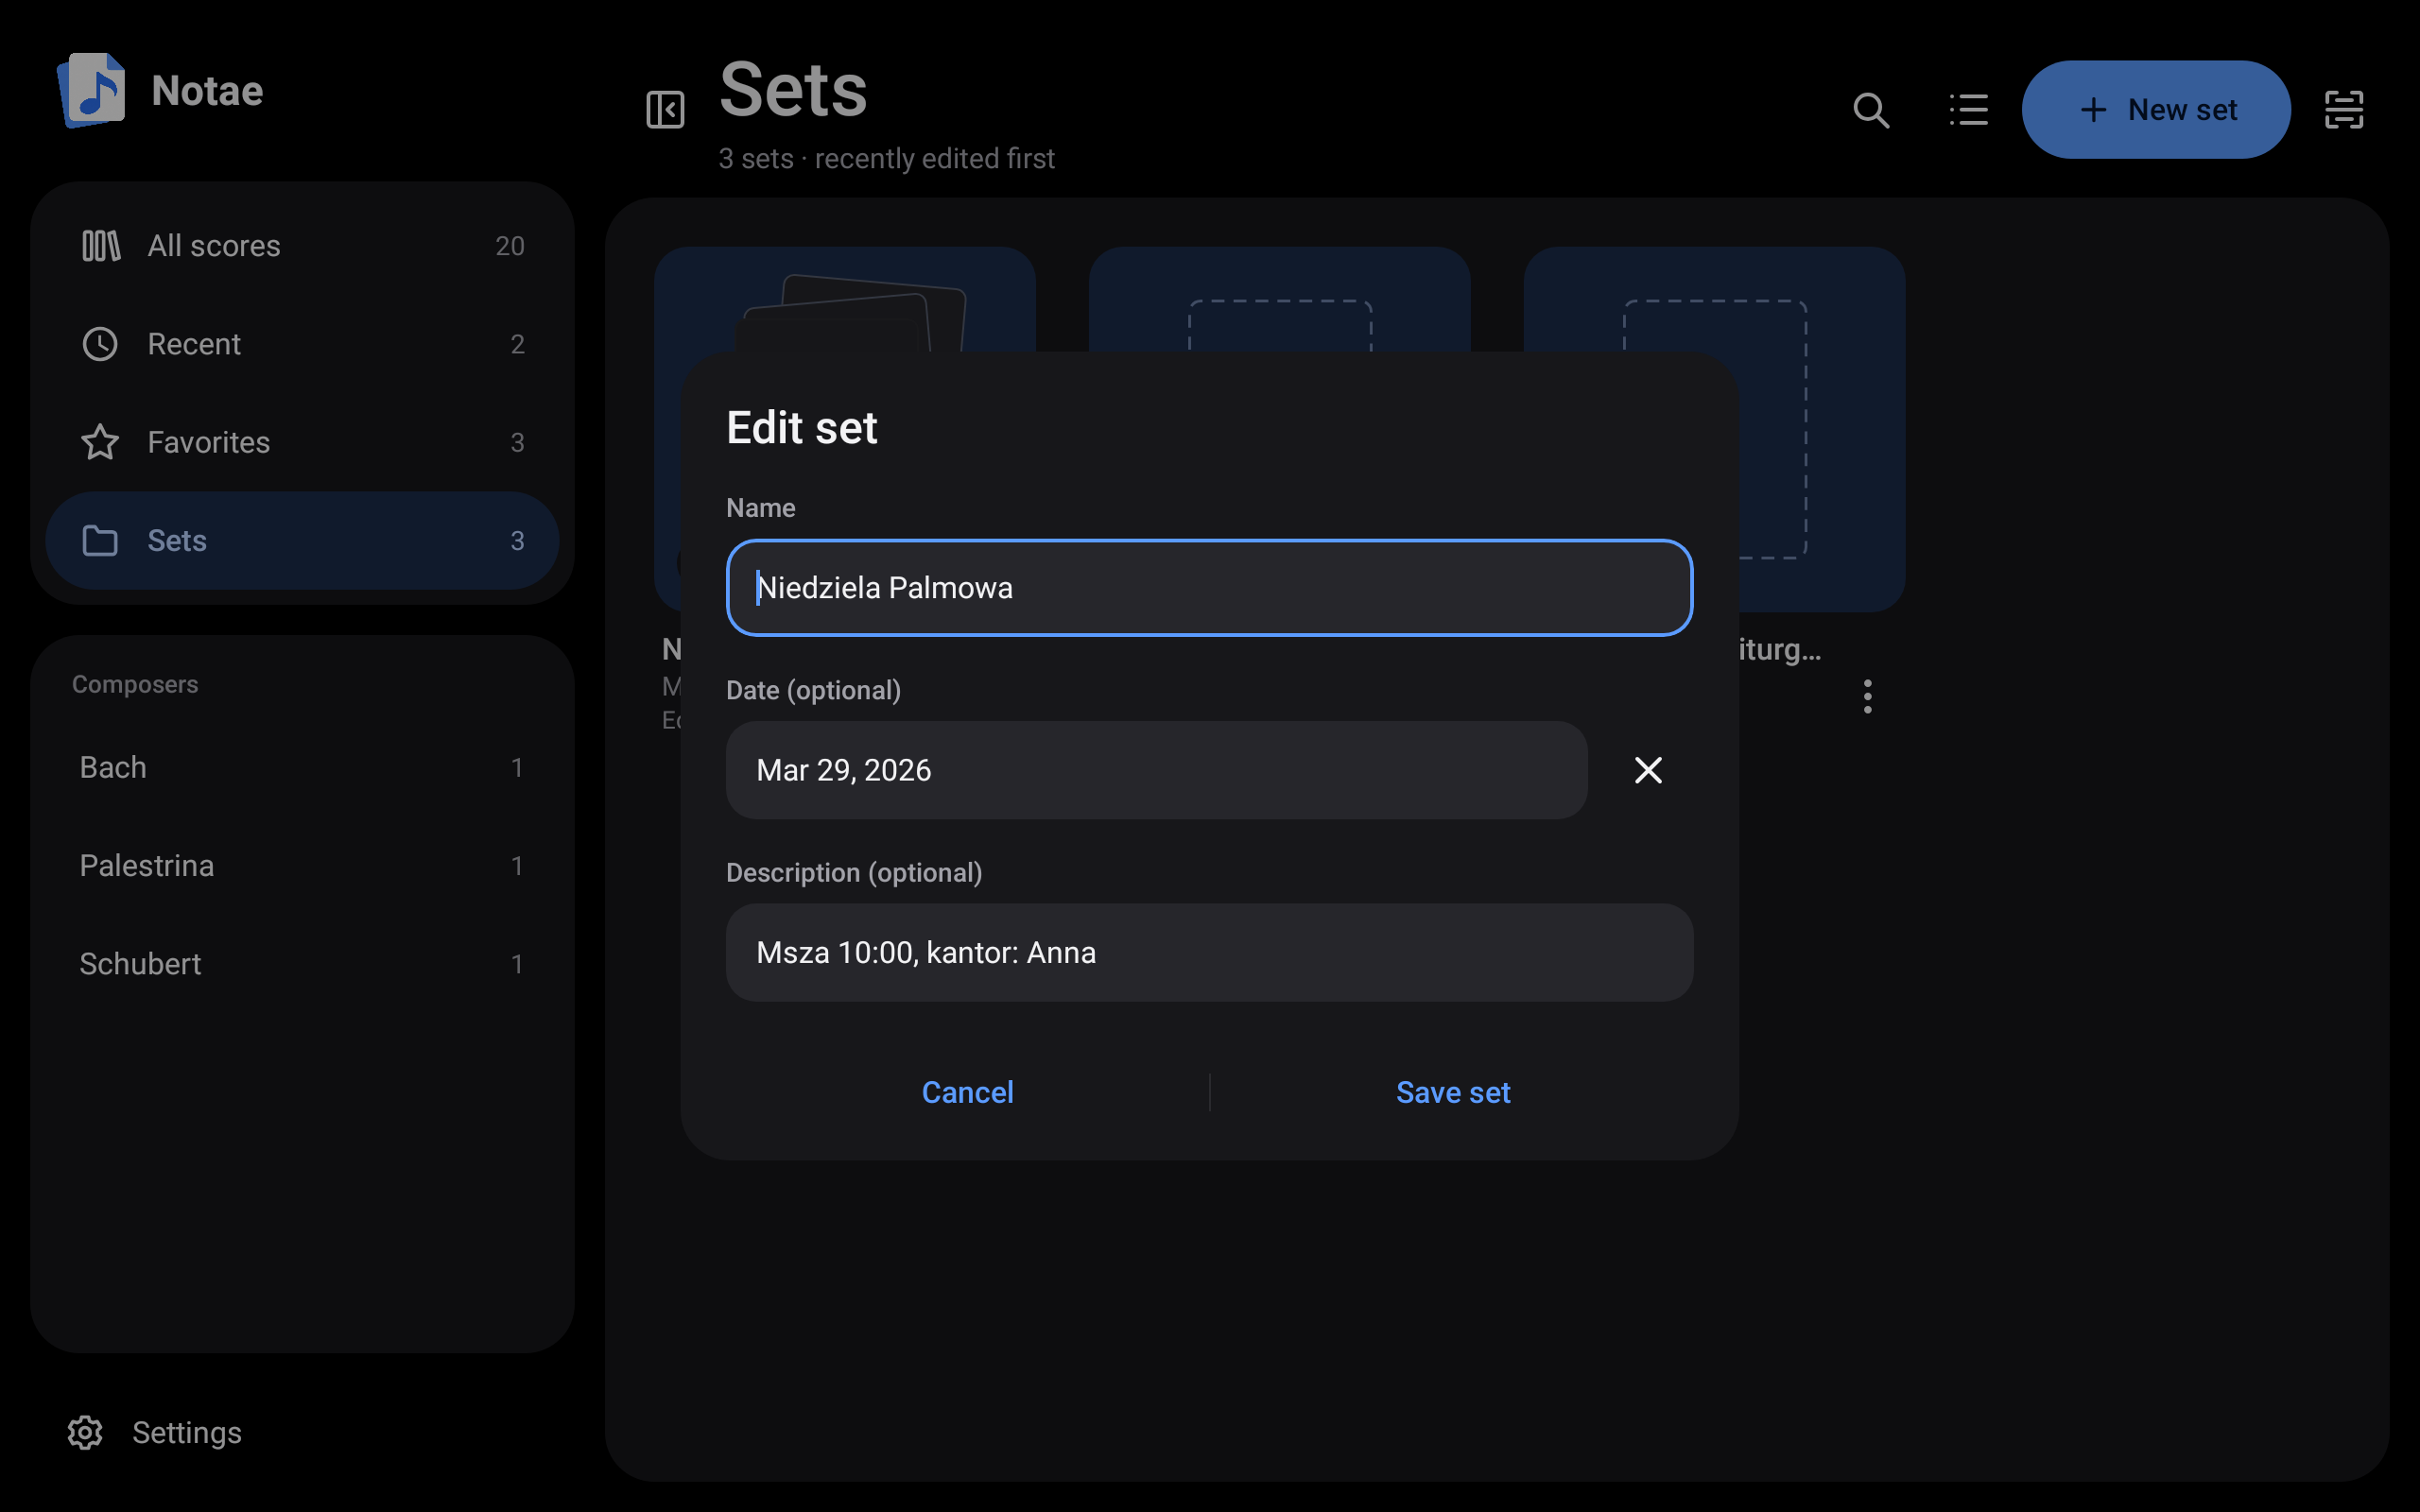 Notae
All scores 20
Recent 2
Favorites 3
Sets 3
Composers
Bach 1
Palestrina 1
Schubert 1
Settings
Sets
3 sets · recently edited first
New set
Edit set
Name
Niedziela Palmowa
Date (optional)
Mar 29, 2026
Description (optional)
Msza 10:00, kantor: Anna
Cancel
Save set